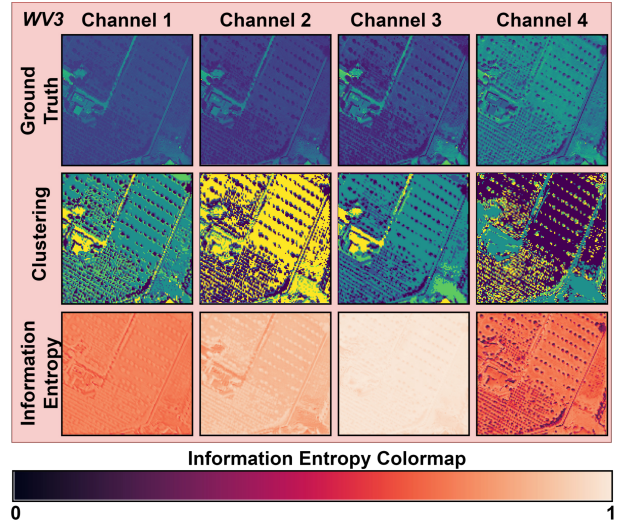 WV3 Channel 1 Channel 2 Channel 3 Channel 4
Ground
Truth
Clustering
Information
Entropy
Information Entropy Colormap
0 1